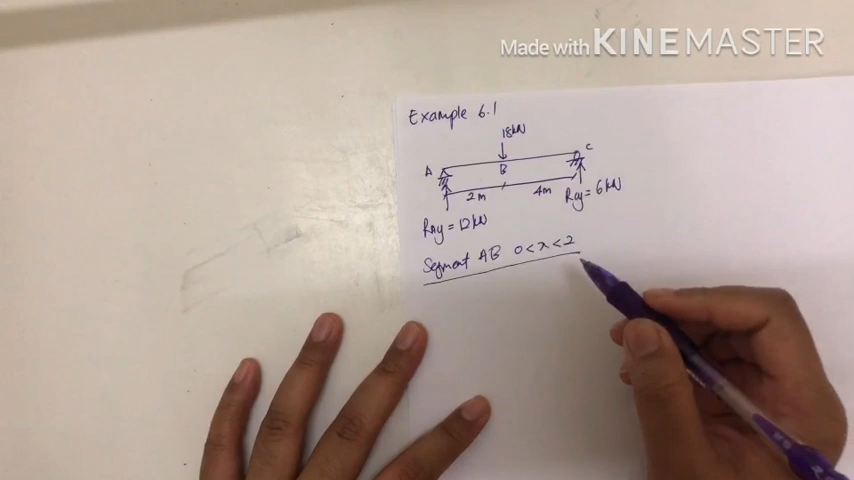 Made with KINEMASTER
Example 6.1
18kN
A
B
C
2m
4m
RAy = 12kN
Rcy = 6kN
Segment AB 0 < x < 2